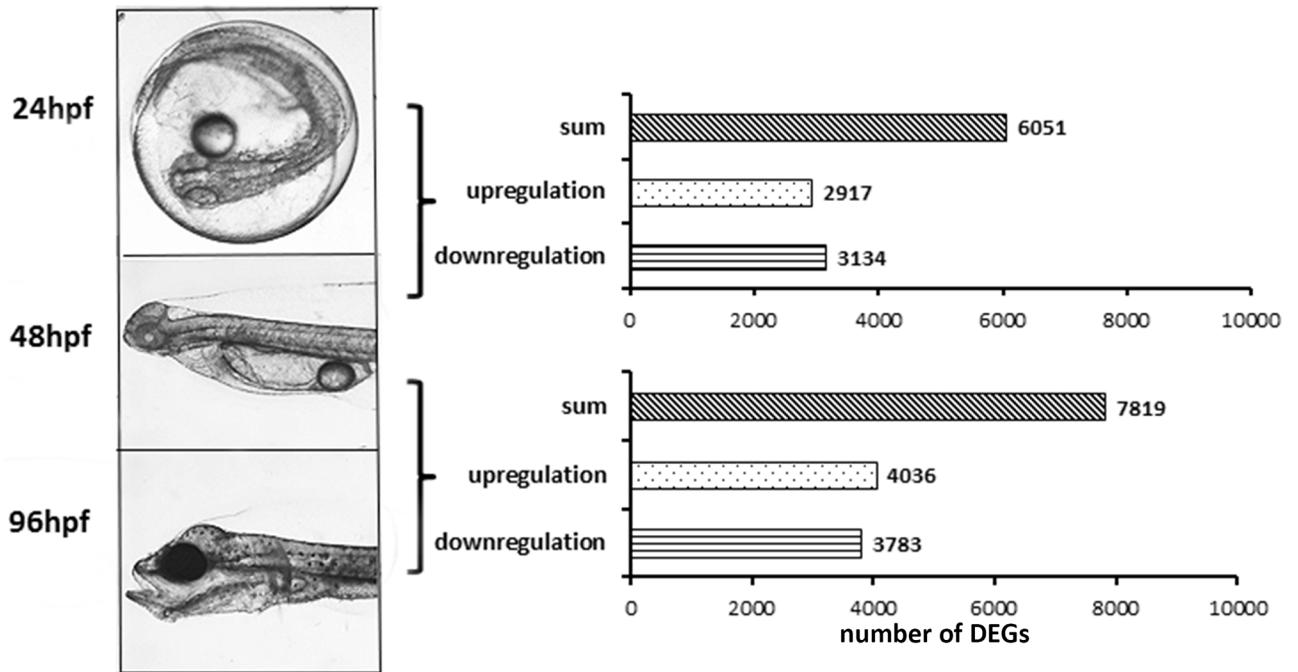 24hpf
48hpf
96hpf
sum 6051
upregulation 2917
downregulation 3134
0 2000 4000 6000 8000 10000
sum 7819
upregulation 4036
downregulation 3783
0 2000 4000 6000 8000 10000
number of DEGs